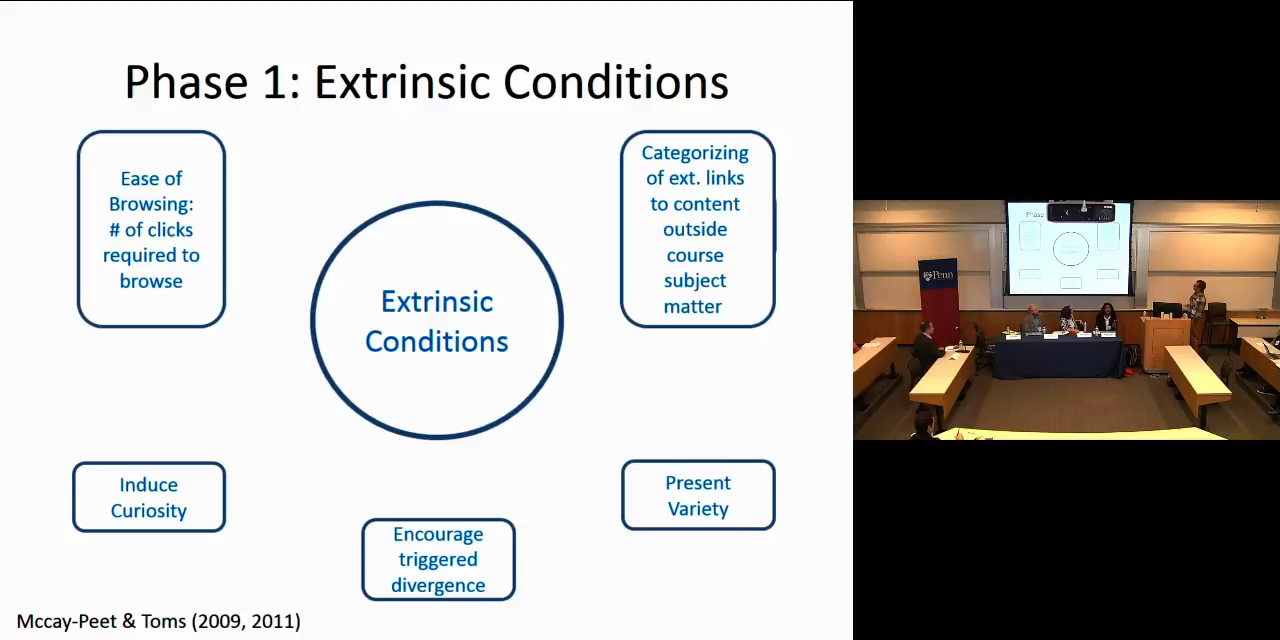 Phase 1: Extrinsic Conditions
Ease of
Browsing:
# of clicks
required to
browse
Categorizing
of ext. links
to content
outside
course
subject
matter
Extrinsic
Conditions
Induce
Curiosity
Present
Variety
Encourage
triggered
divergence
Mccay-Peet & Toms (2009, 2011)
Phase
Penn